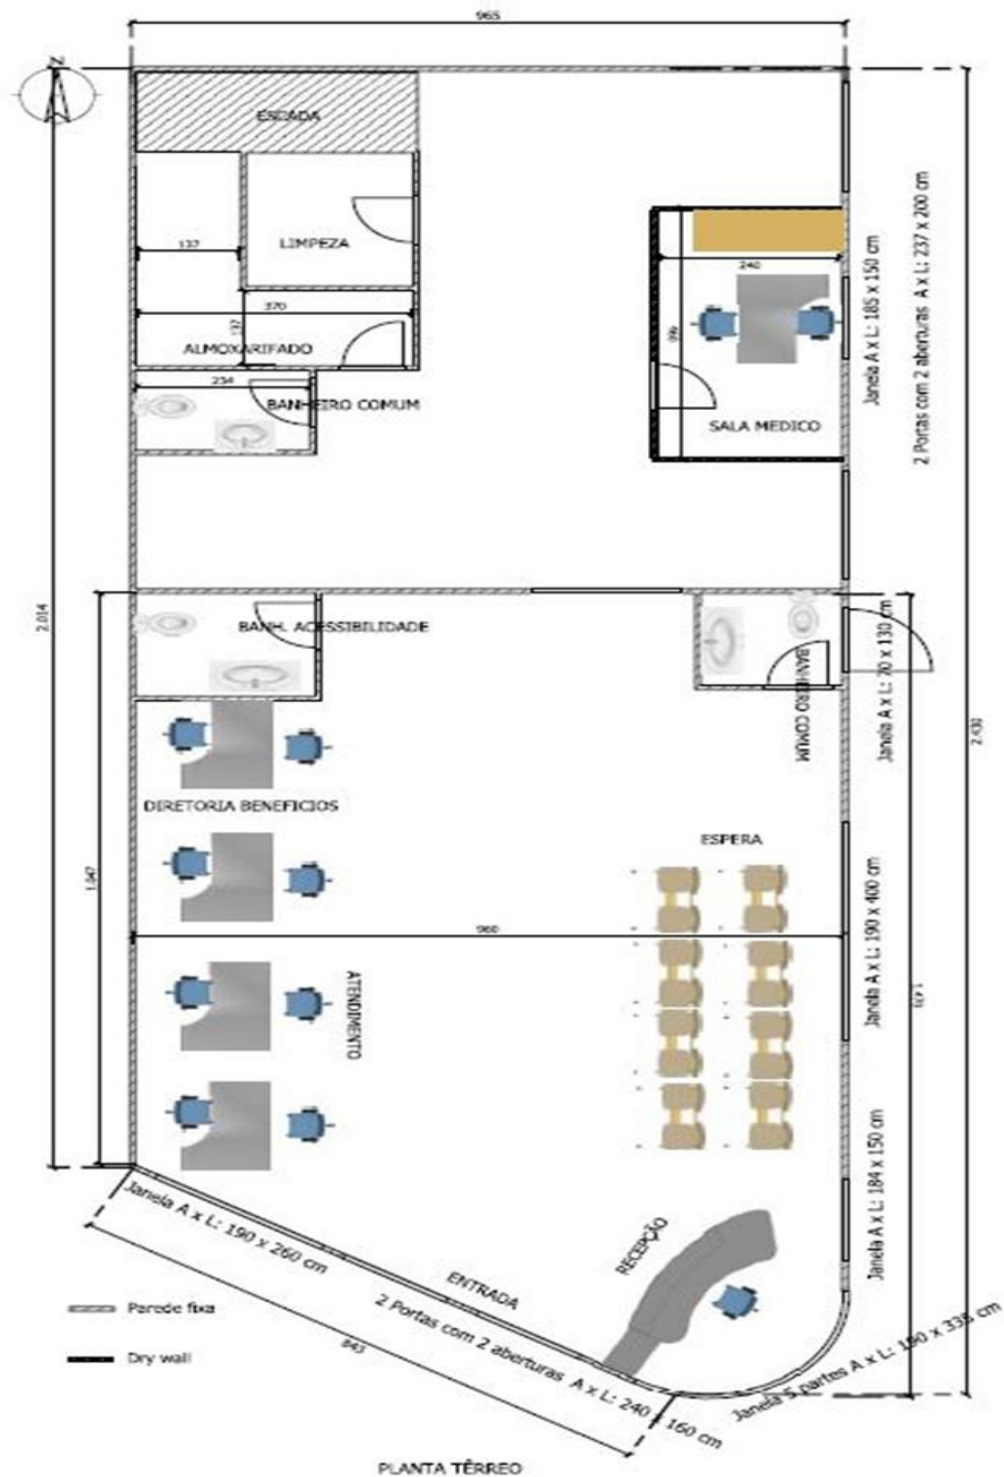 965
N
ESCADA
LIMPEZA
137
370
137
ALMOXARIFADO
234
BANHEIRO COMUM
240
SALA MEDICO
Janela A x L: 185 x 150 cm
2 Portas com 2 aberturas A x L: 237 x 200 cm
2.014
BANH. ACESSIBILIDADE
BANHEIRO COMUM
Janela A x L: 70 x 130 cm
2.430
DIRETORIA BENEFICIOS
ESPERA
1.047
960
Janela A x L: 190 x 400 cm
ATENDIMENTO
Janela A x L: 184 x 150 cm
Janela A x L: 190 x 260 cm
RECEPÇÃO
ENTRADA
2 Portas com 2 aberturas A x L: 240 x 160 cm
843
Janela 5 partes A x L: 190 x 335 cm
Parede fixa
Dry wall
PLANTA TÊRREO